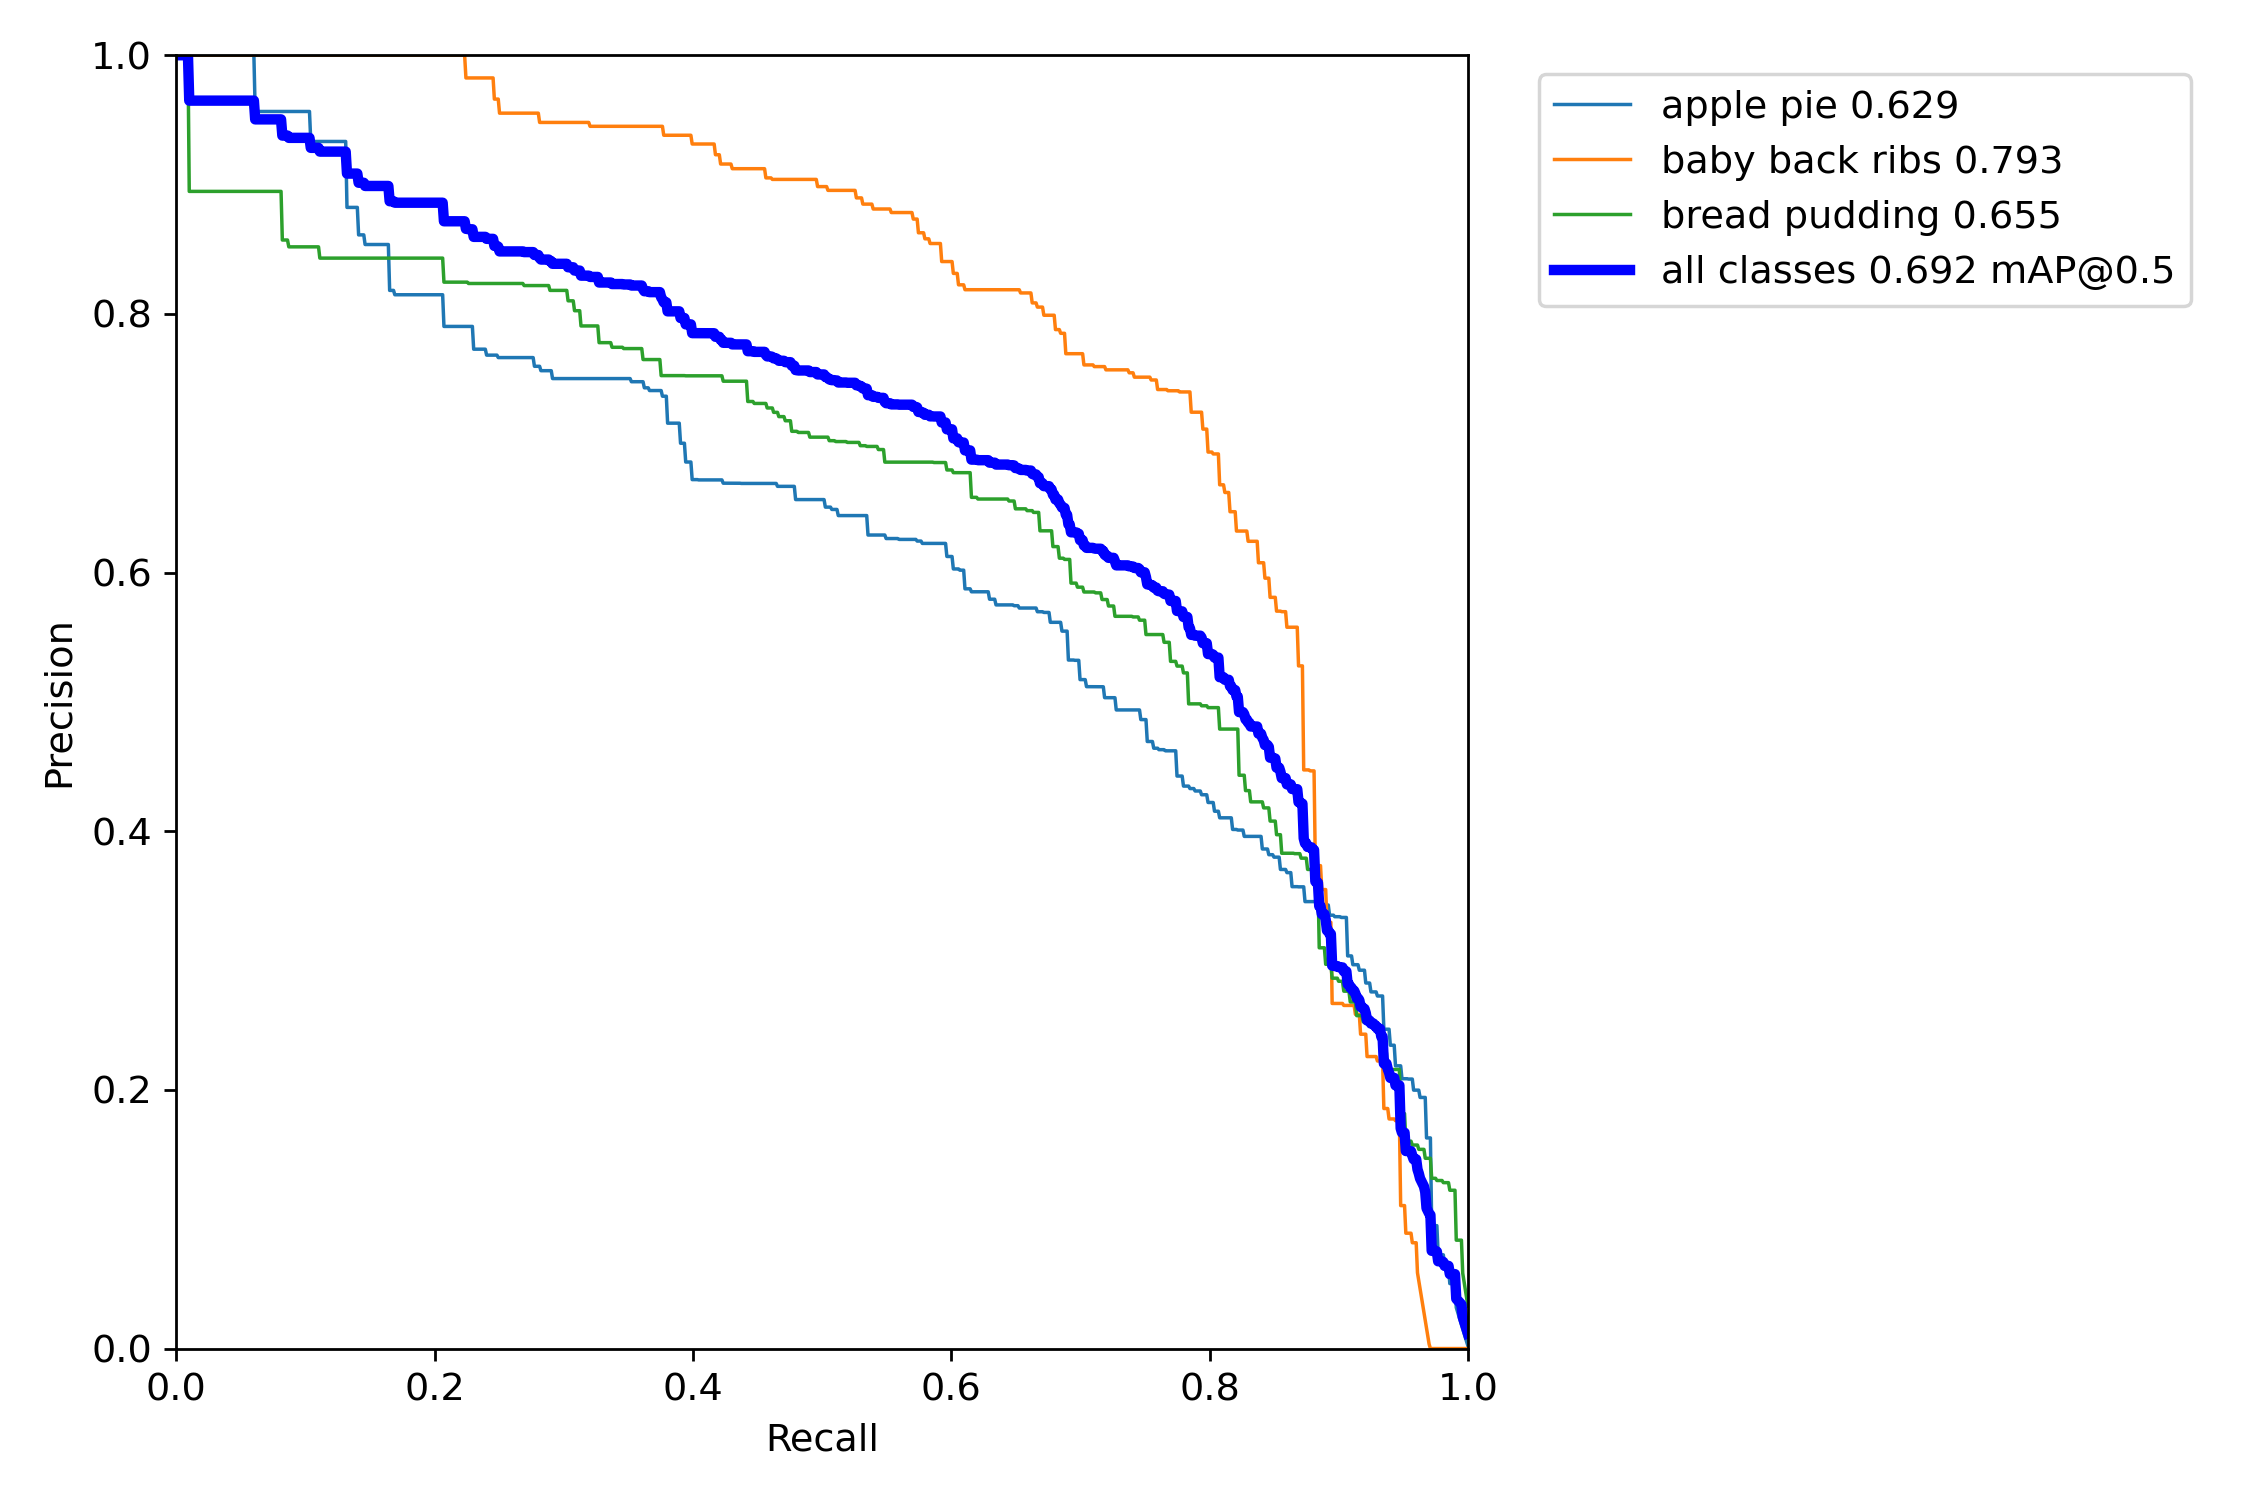 apple pie 0.629
baby back ribs 0.793
bread pudding 0.655
all classes 0.692 mAP@0.5
1.0
0.8
0.6
0.4
0.2
0.0
Precision
0.0 0.2 0.4 0.6 0.8 1.0
Recall